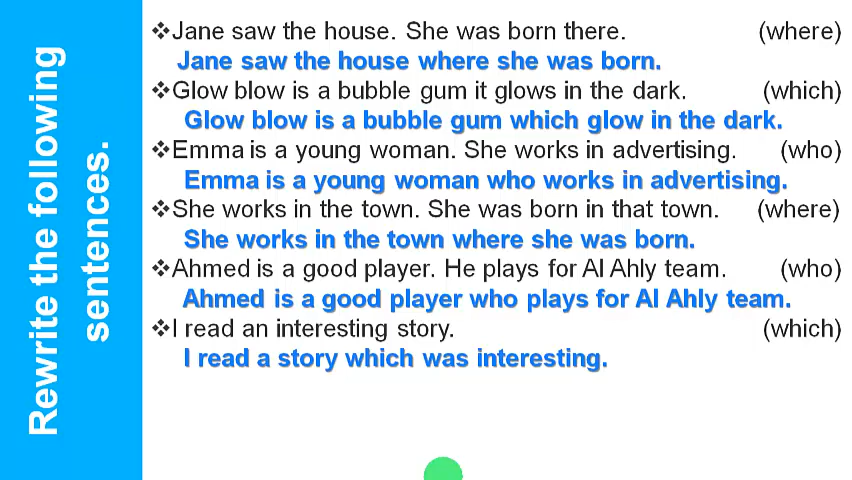 Rewrite the following
sentences.
❖Jane saw the house. She was born there. (where)
Jane saw the house where she was born.
❖Glow blow is a bubble gum it glows in the dark. (which)
Glow blow is a bubble gum which glow in the dark.
❖Emma is a young woman. She works in advertising. (who)
Emma is a young woman who works in advertising.
❖She works in the town. She was born in that town. (where)
She works in the town where she was born.
❖Ahmed is a good player. He plays for Al Ahly team. (who)
Ahmed is a good player who plays for Al Ahly team.
❖I read an interesting story. (which)
I read a story which was interesting.